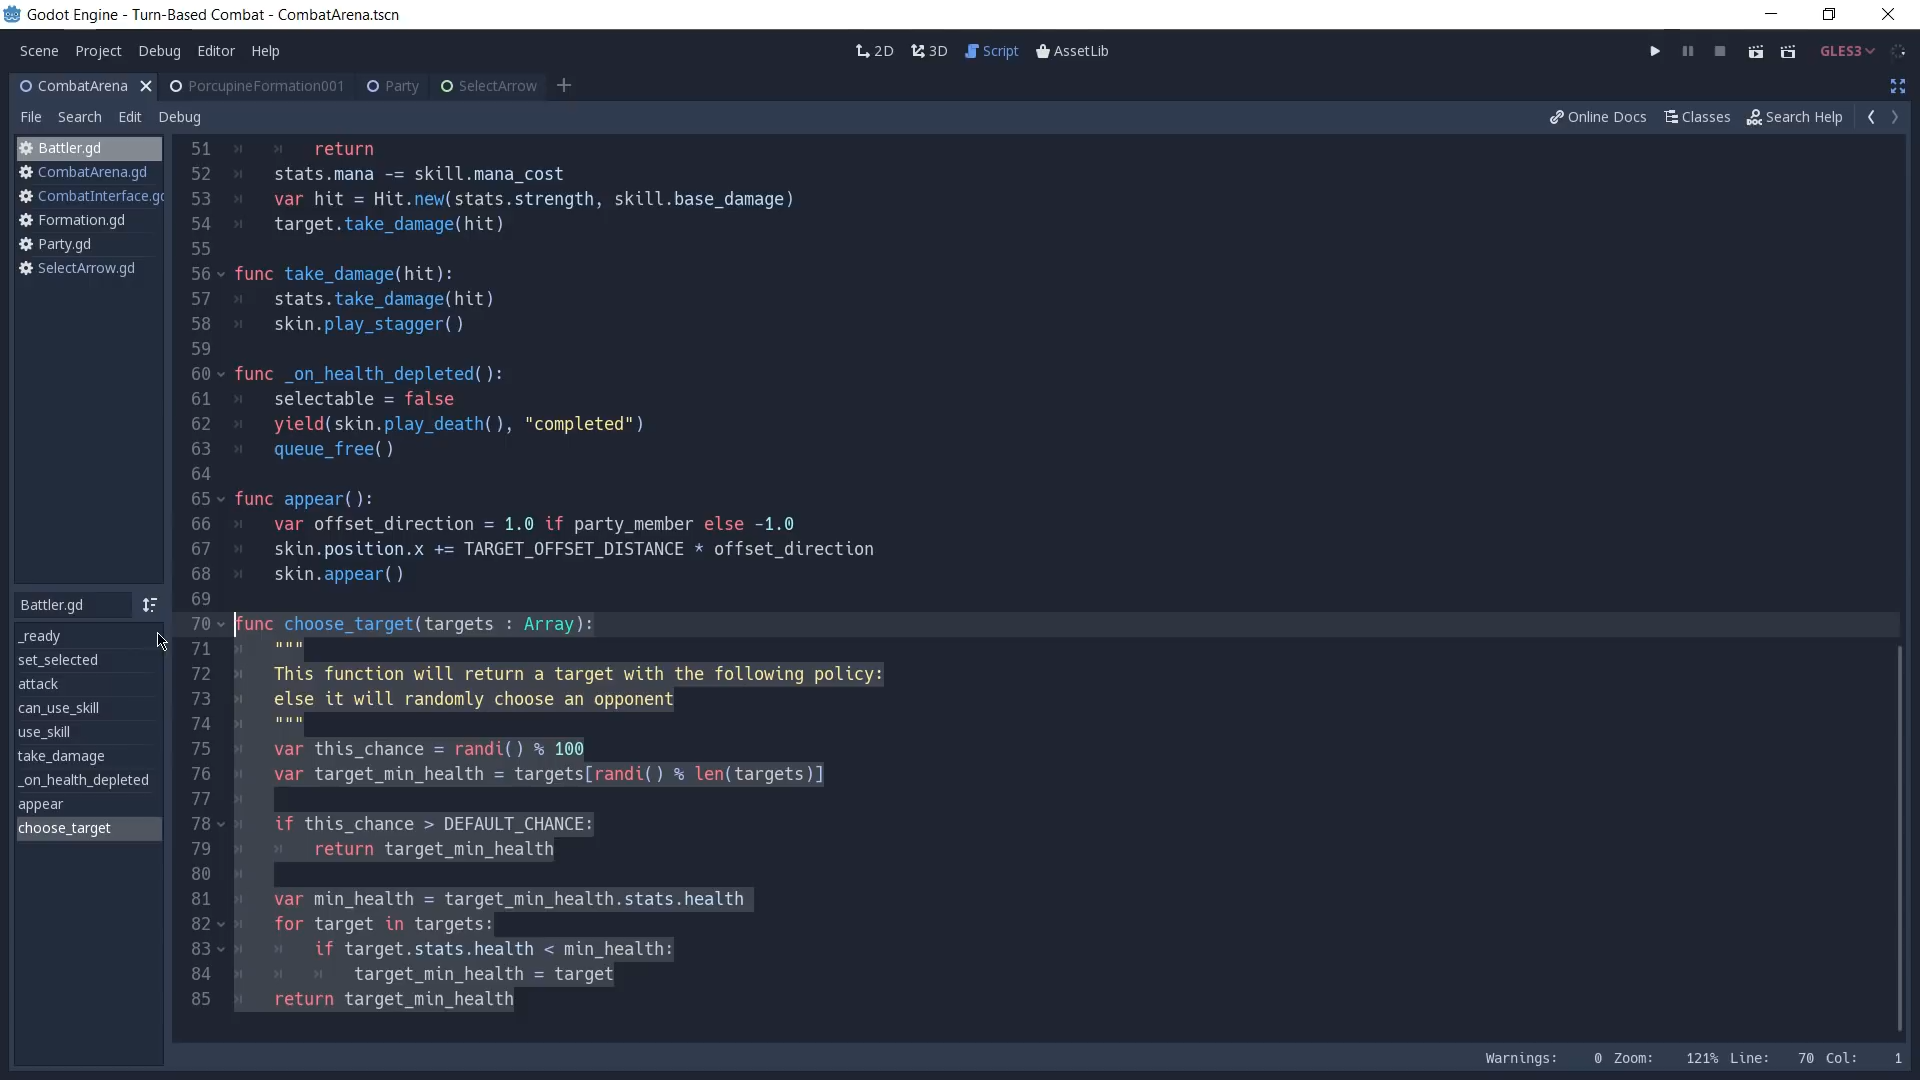 Godot Engine - Turn-Based Combat - CombatArena.tscn
Scene Project Debug Editor Help
2D 3D Script AssetLib
GLES3
CombatArena PorcupineFormation001 Party SelectArrow
File Search Edit Debug
Online Docs Classes Search Help
Battler.gd
CombatArena.gd
CombatInterface.gd
Formation.gd
Party.gd
SelectArrow.gd
Battler.gd
_ready
set_selected
attack
can_use_skill
use_skill
take_damage
_on_health_depleted
appear
choose_target
51 return
52 stats.mana -= skill.mana_cost
53 var hit = Hit.new(stats.strength, skill.base_damage)
54 target.take_damage(hit)
55
56 func take_damage(hit):
57 stats.take_damage(hit)
58 skin.play_stagger()
59
60 func _on_health_depleted():
61 selectable = false
62 yield(skin.play_death(), "completed")
63 queue_free()
64
65 func appear():
66 var offset_direction = 1.0 if party_member else -1.0
67 skin.position.x += TARGET_OFFSET_DISTANCE * offset_direction
68 skin.appear()
69
70 func choose_target(targets : Array):
71 """
72 This function will return a target with the following policy:
73 else it will randomly choose an opponent
74 """
75 var this_chance = randi() % 100
76 var target_min_health = targets[randi() % len(targets)]
77
78 if this_chance > DEFAULT_CHANCE:
79 return target_min_health
80
81 var min_health = target_min_health.stats.health
82 for target in targets:
83 if target.stats.health < min_health:
84 target_min_health = target
85 return target_min_health
Warnings: 0 Zoom: 121% Line: 70 Col: 1